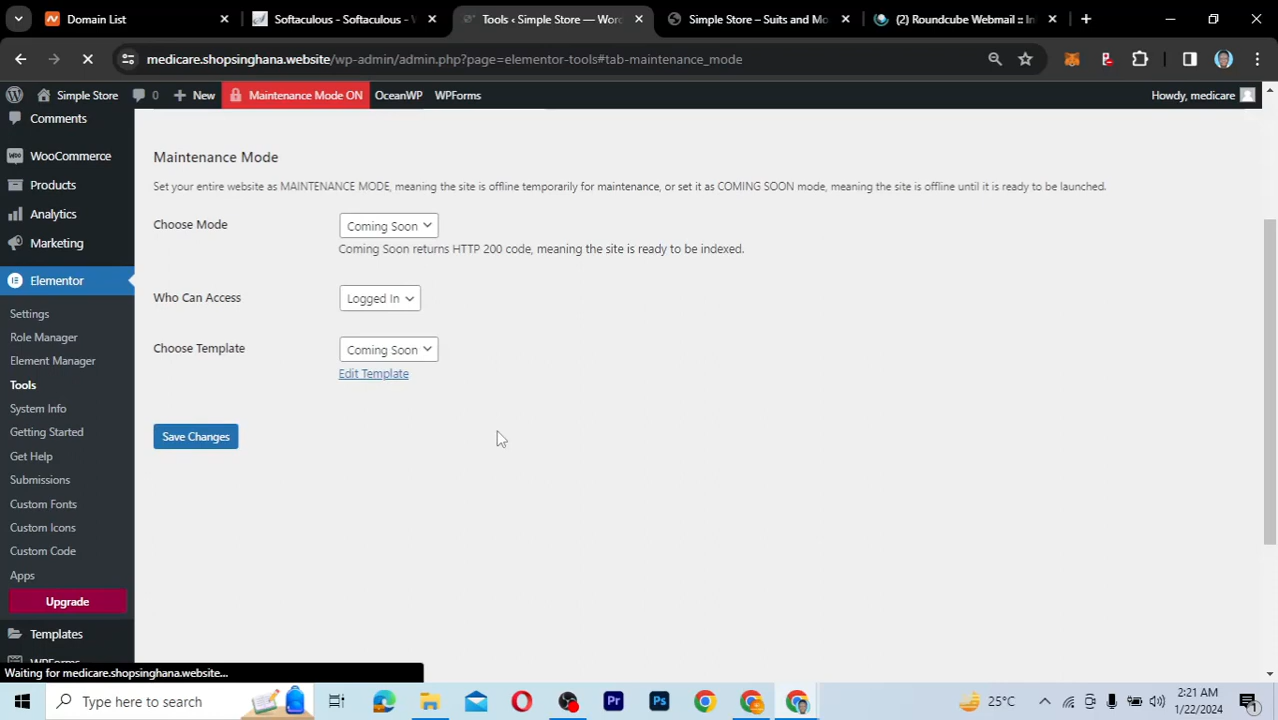 Domain List
Softaculous - Softaculous - W
Tools ‹ Simple Store — Word
Simple Store – Suits and Mo
(2) Roundcube Webmail :: In
medicare.shopsinghana.website/wp-admin/admin.php?page=elementor-tools#tab-maintenance_mode
Simple Store
0
New
Maintenance Mode ON
OceanWP
WPForms
Howdy, medicare
Comments
WooCommerce
Products
Analytics
Marketing
Elementor
Settings
Role Manager
Element Manager
Tools
System Info
Getting Started
Get Help
Submissions
Custom Fonts
Custom Icons
Custom Code
Apps
Upgrade
Templates
WPForms
Maintenance Mode
Set your entire website as MAINTENANCE MODE, meaning the site is offline temporarily for maintenance, or set it as COMING SOON mode, meaning the site is offline until it is ready to be launched.
Choose Mode
Coming Soon
Coming Soon returns HTTP 200 code, meaning the site is ready to be indexed.
Who Can Access
Logged In
Choose Template
Coming Soon
Edit Template
Save Changes
Waiting for medicare.shopsinghana.website...
Type here to search
Pr
Ps
25°C
2:21 AM
1/22/2024
1